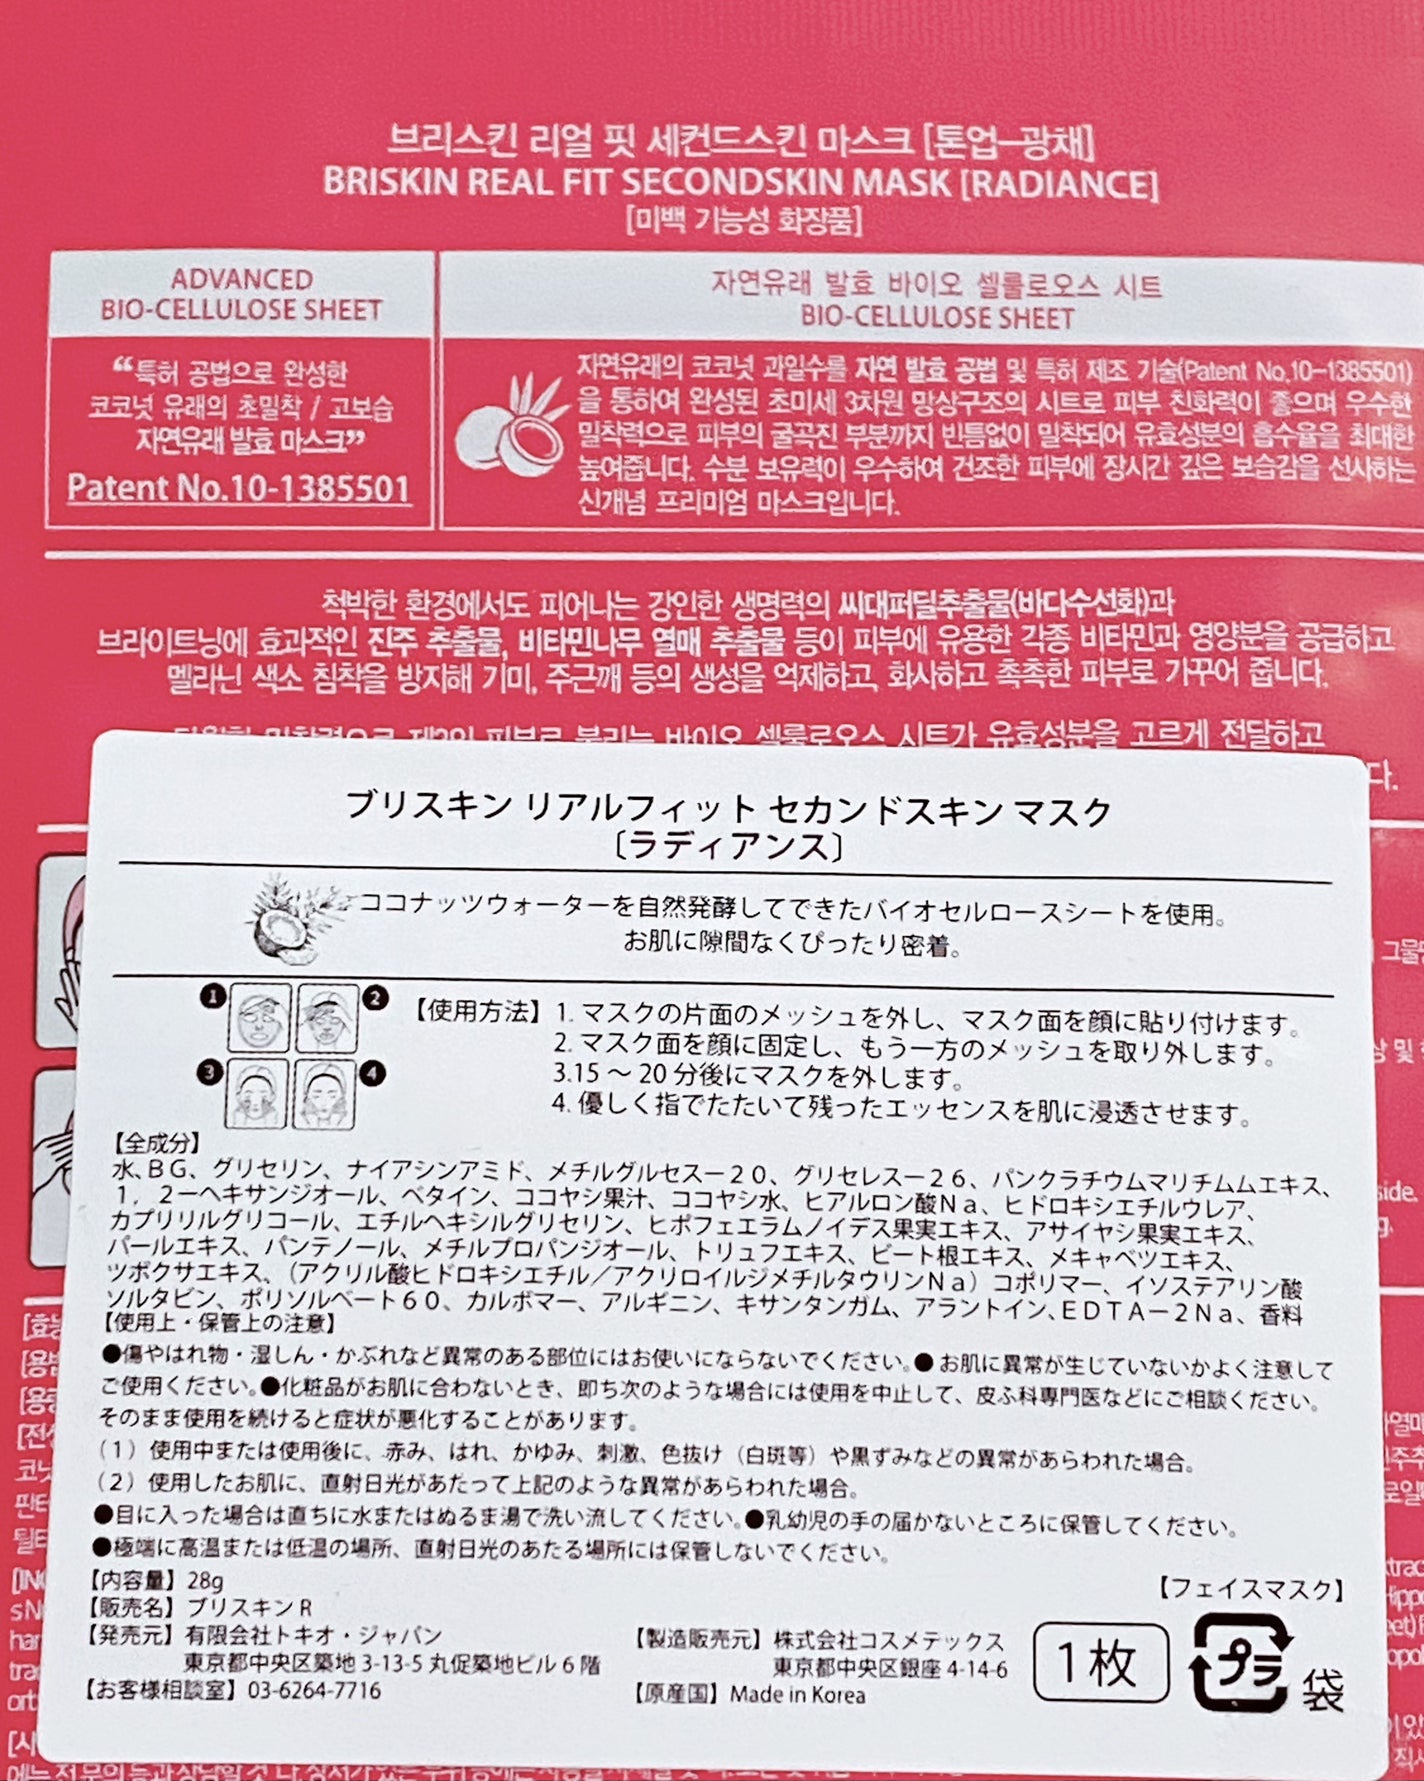 브리스킨 리얼 핏 세컨드스킨 마스크 [톤업-광채]
BRISKIN REAL FIT SECONDSKIN MASK [RADIANCE]
[미백 기능성 화장품]
ADVANCED
BIO-CELLULOSE SHEET
“특허 공법으로 완성한
코코넛 유래의 초밀착 / 고보습
자연유래 발효 마스크”
Patent No.10-1385501
자연유래 발효 바이오 셀룰로오스 시트
BIO-CELLULOSE SHEET
자연유래의 코코넛 과일수를 자연 발효 공법 및 특허 제조 기술(Patent No.10-1385501)
을 통하여 완성된 초미세 3차원 망상구조의 시트로 피부 친화력이 좋으며 우수한
밀착력으로 피부의 굴곡진 부분까지 빈틈없이 밀착되어 유효성분의 흡수율을 최대한
높여줍니다. 수분 보유력이 우수하여 건조한 피부에 장시간 깊은 보습감을 선사하는
신개념 프리미엄 마스크입니다.
척박한 환경에서도 피어나는 강인한 생명력의 씨대퍼딜추출물(바다수선화)과
브라이트닝에 효과적인 진주 추출물, 비타민나무 열매 추출물 등이 피부에 유용한 각종 비타민과 영양분을 공급하고
멜라닌 색소 침착을 방지해 기미, 주근깨 등의 생성을 억제하고, 화사하고 촉촉한 피부로 가꾸어 줍니다.
제2의 피부로 불리는 바이오 셀룰로오스 시트가 유효성분을 고르게 전달하고
다.
ブリスキン リアルフィット セカンドスキン マスク
〔ラディアンス〕
ココナッツウォーターを自然発酵してできたバイオセルロースシートを使用。
お肌に隙間なくぴったり密着。
1 2
3 4
【使用方法】1. マスクの片面のメッシュを外し、マスク面を顔に貼り付けます。
2. マスク面を顔に固定し、もう一方のメッシュを取り外します。
3.15 〜 20 分後にマスクを外します。
4. 優しく指でたたいて残ったエッセンスを肌に浸透させます。
【全成分】
水、BG、グリセリン、ナイアシンアミド、メチルグルセスー20、グリセレスー26、パンクラチウムマリチムムエキス、
1，2ーヘキサンジオール、ベタイン、ココヤシ果汁、ココヤシ水、ヒアルロン酸Na、ヒドロキシエチルウレア、
カプリリルグリコール、エチルヘキシルグリセリン、ヒポフェエラムノイデス果実エキス、アサイヤシ果実エキス、
パールエキス、パンテノール、メチルプロパンジオール、トリュフエキス、ビート根エキス、メキャベツエキス、
ツボクサエキス、（アクリル酸ヒドロキシエチル／アクリロイルジメチルタウリンNa）コポリマー、イソステアリン酸
ソルタビン、ポリソルベート60、カルボマー、アルギニン、キサンタンガム、アラントイン、EDTAー2Na、香料
【使用上・保管上の注意】
●傷やはれ物・湿しん・かぶれなど異常のある部位にはお使いにならないでください。● お肌に異常が生じていないかよく注意して
ご使用ください。●化粧品がお肌に合わないとき、即ち次のような場合には使用を中止して、皮ふ科専門医などにご相談ください。
そのまま使用を続けると症状が悪化することがあります。
（1）使用中または使用後に、赤み、はれ、かゆみ、刺激、色抜け（白斑等）や黒ずみなどの異常があらわれた場合。
（2）使用したお肌に、直射日光があたって上記のような異常があらわれた場合。
●目に入った場合は直ちに水またはぬるま湯で洗い流してください。●乳幼児の手の届かないところに保管してください。
●極端に高温または低温の場所、直射日光のあたる場所には保管しないでください。
【内容量】28g
【販売名】ブリスキン R
【発売元】有限会社トキオ・ジャパン
東京都中央区築地 3-13-5 丸促築地ビル 6 階
【お客様相談室】03-6264-7716
【製造販売元】株式会社コスメテックス
東京都中央区銀座 4-14-6
【原産国】Made in Korea
【フェイスマスク】
1枚
プラ
袋
side.